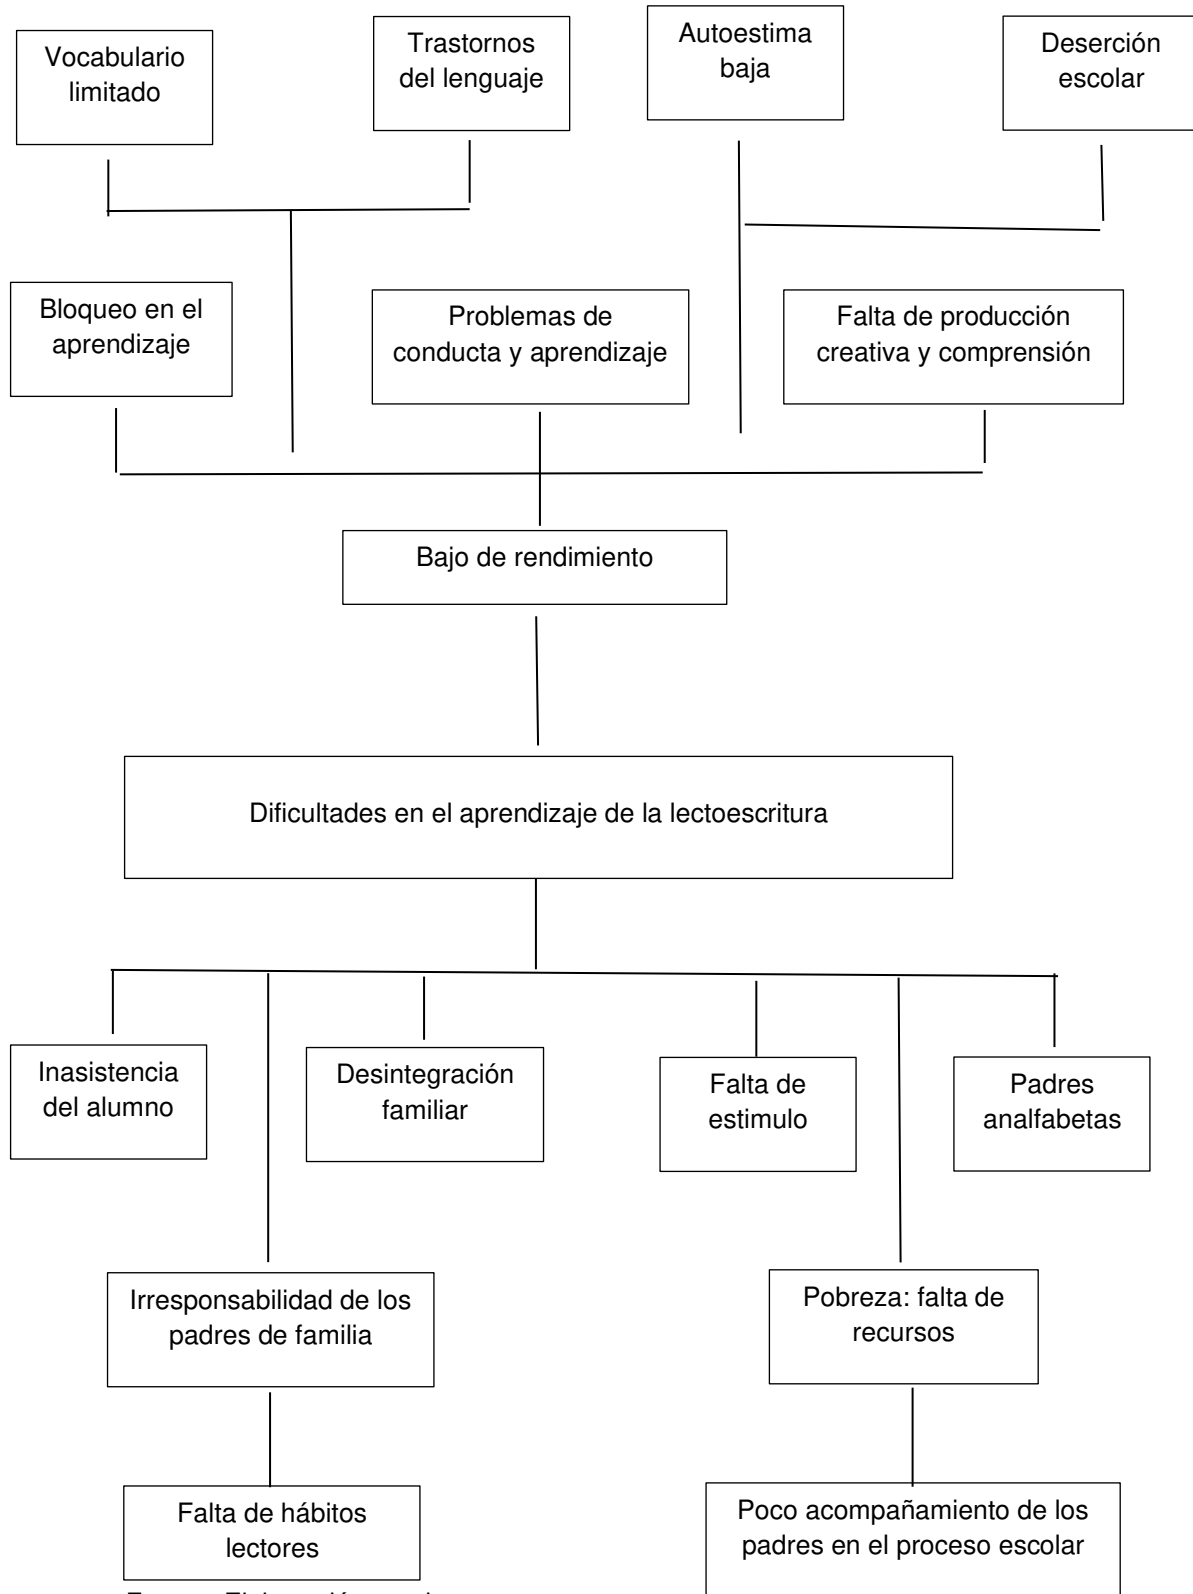 Vocabulario
limitado
Trastornos
del lenguaje
Autoestima
baja
Deserción
escolar
Bloqueo en el
aprendizaje
Problemas de
conducta y aprendizaje
Falta de producción
creativa y comprensión
Bajo de rendimiento
Dificultades en el aprendizaje de la lectoescritura
Inasistencia
del alumno
Desintegración
familiar
Falta de
estimulo
Padres
analfabetas
Irresponsabilidad de los
padres de familia
Pobreza: falta de
recursos
Falta de hábitos
lectores
Poco acompañamiento de los
padres en el proceso escolar